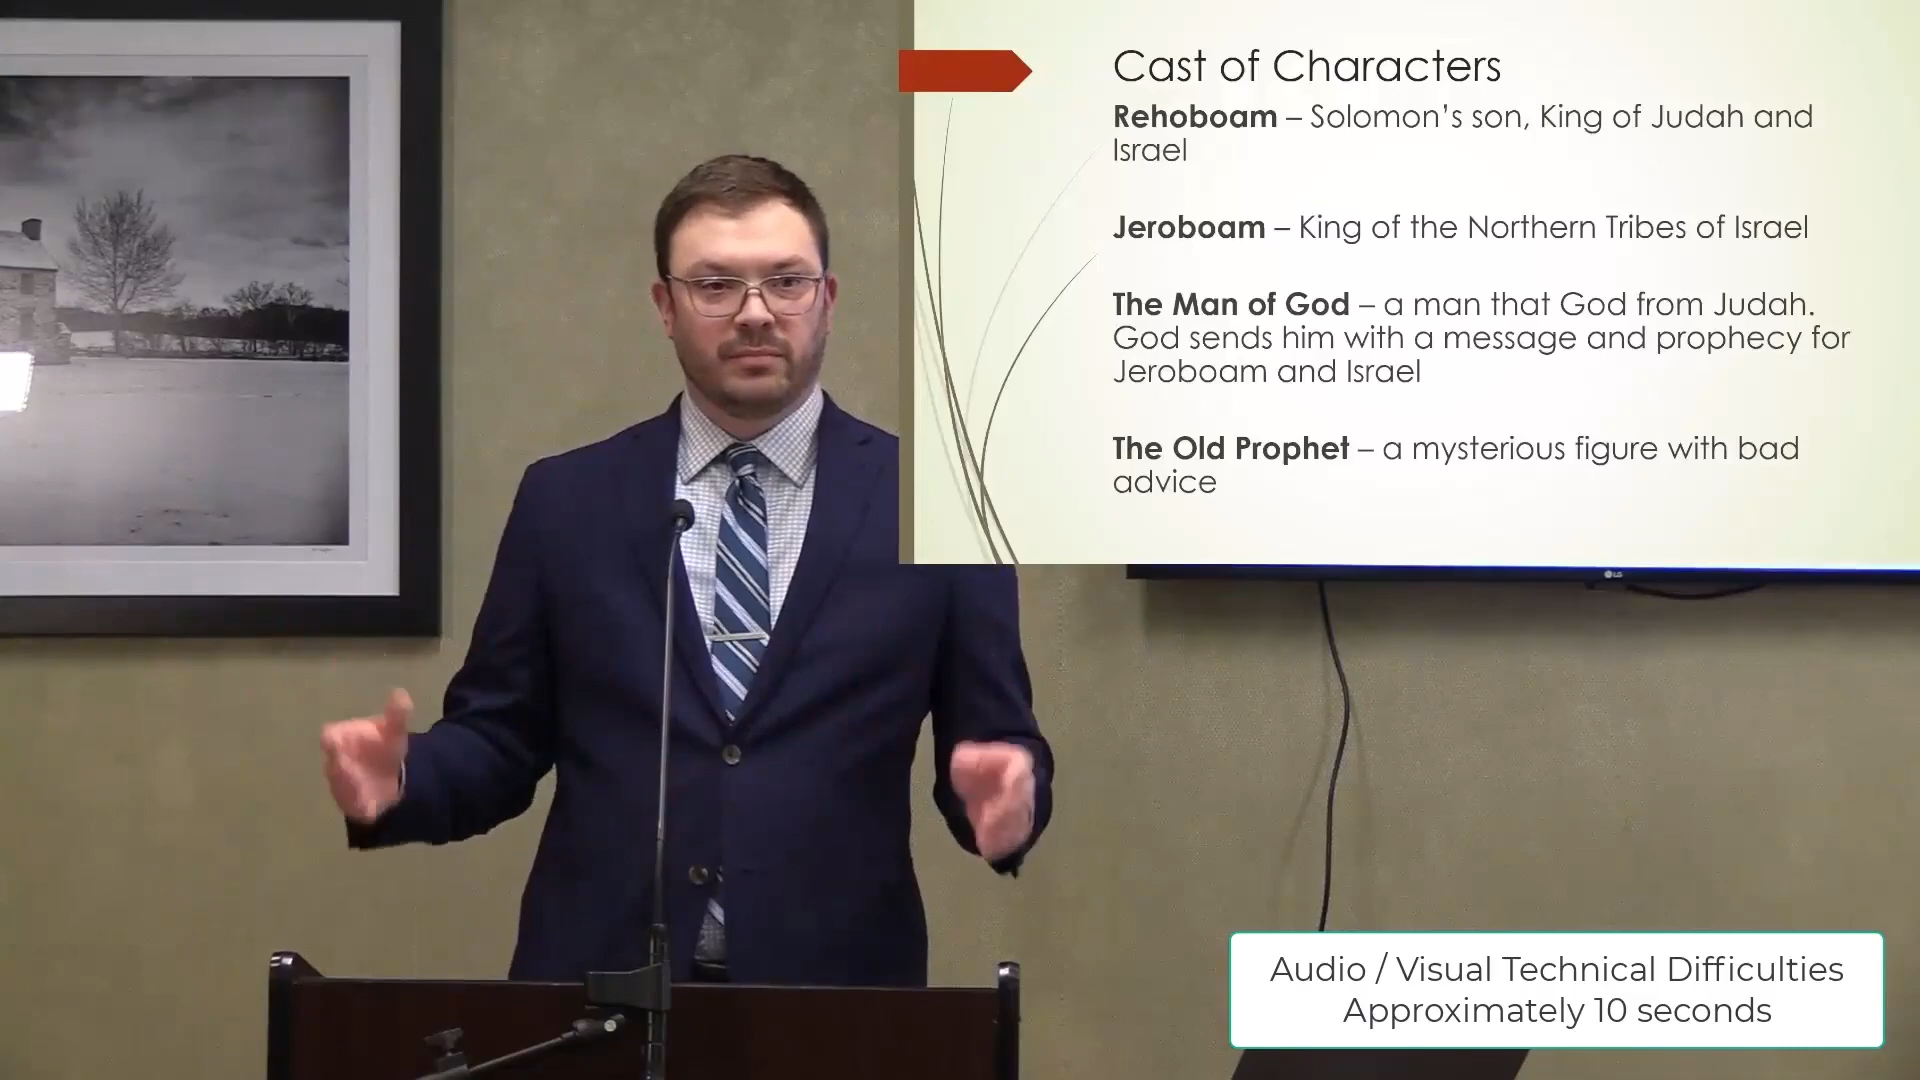 Cast of Characters
Rehoboam – Solomon’s son, King of Judah and
Israel
Jeroboam – King of the Northern Tribes of Israel
The Man of God – a man that God from Judah.
God sends him with a message and prophecy for
Jeroboam and Israel
The Old Prophet – a mysterious figure with bad
advice
LG
Audio / Visual Technical Difficulties
Approximately 10 seconds